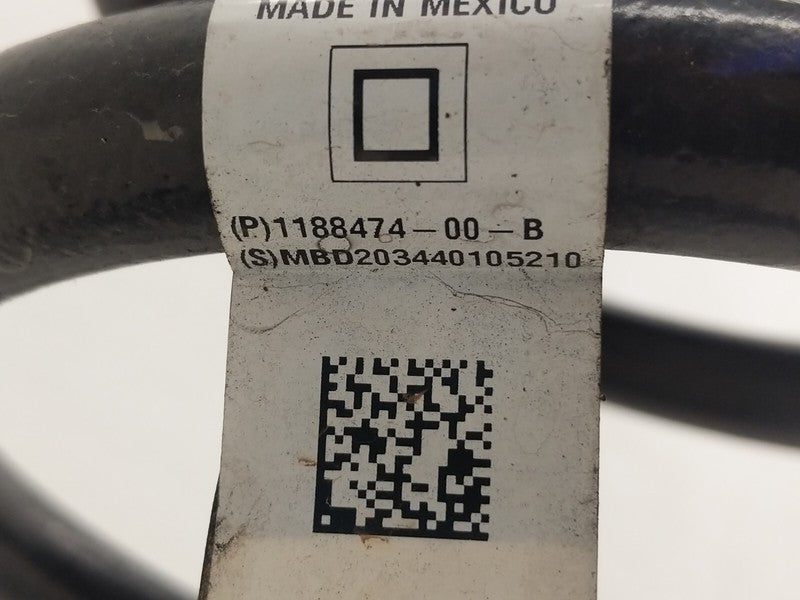 MADE IN MEXICO
(P)1188474-00-B
(S)MBD203440105210